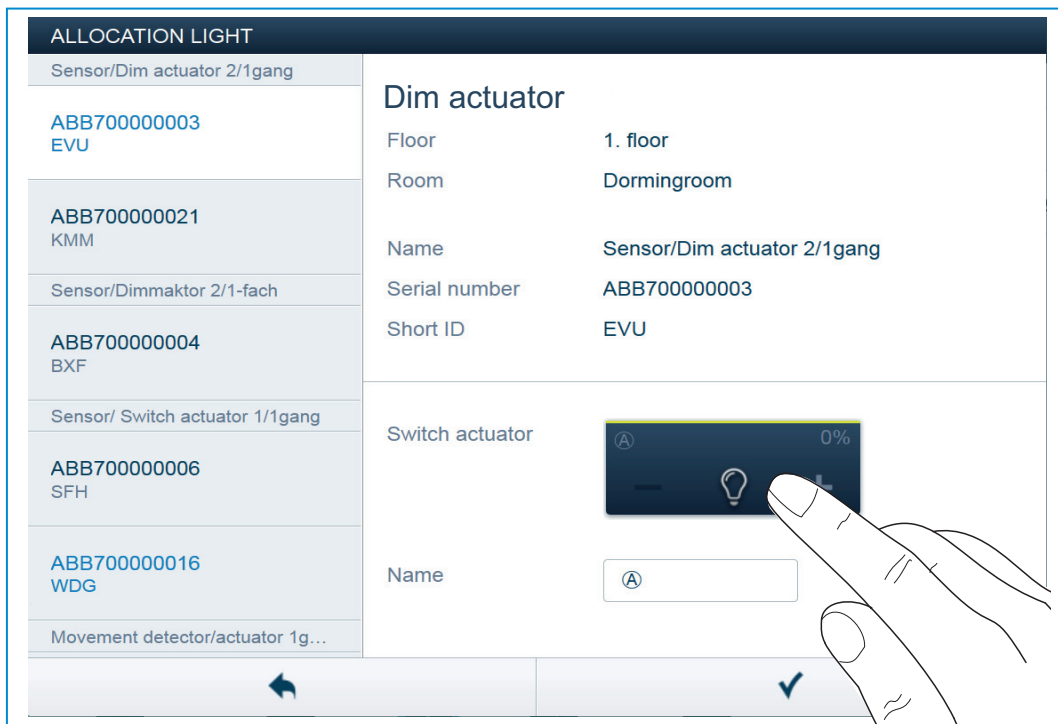 ALLOCATION LIGHT
Sensor/Dim actuator 2/1gang
ABB700000003
EVU
ABB700000021
KMM
Sensor/Dimmaktor 2/1-fach
ABB700000004
BXF
Sensor/ Switch actuator 1/1gang
ABB700000006
SFH
ABB700000016
WDG
Movement detector/actuator 1g...
Dim actuator
Floor 1. floor
Room Dormingroom
Name Sensor/Dim actuator 2/1gang
Serial number ABB700000003
Short ID EVU
Switch actuator
Ⓐ 0%
− +
Name Ⓐ